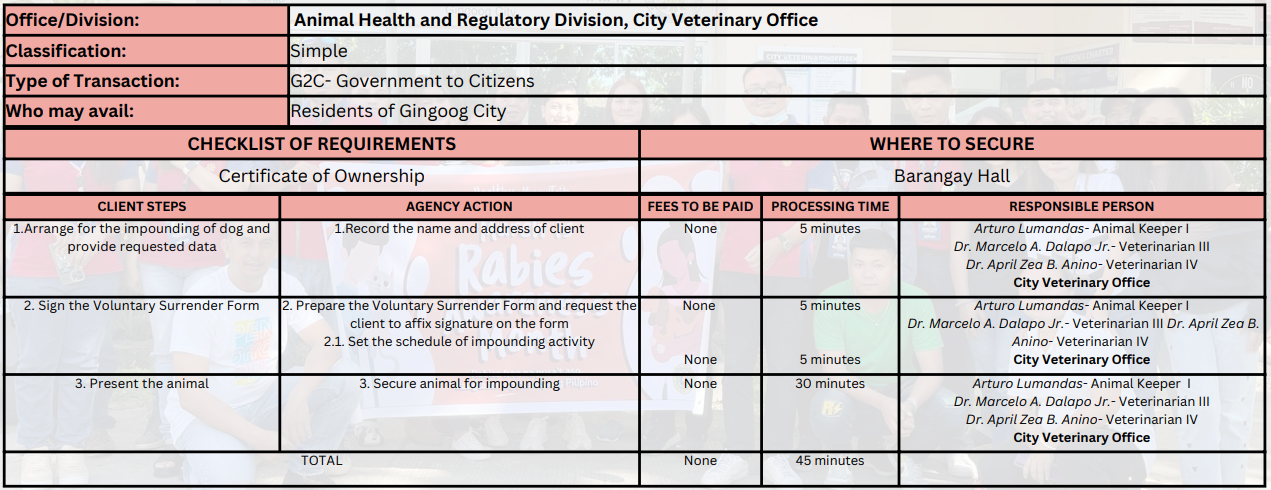 Office/Division: Animal Health and Regulatory Division, City Veterinary Office
Classification: Simple
Type of Transaction: G2C- Government to Citizens
Who may avail: Residents of Gingoog City
CHECKLIST OF REQUIREMENTS WHERE TO SECURE
Certificate of Ownership Barangay Hall
CLIENT STEPS AGENCY ACTION FEES TO BE PAID PROCESSING TIME RESPONSIBLE PERSON
1.Arrange for the impounding of dog and
provide requested data
1.Record the name and address of client
None
5 minutes
Arturo Lumandas- Animal Keeper I
Dr. Marcelo A. Dalapo Jr.- Veterinarian III
Dr. April Zea B. Anino- Veterinarian IV
City Veterinary Office
2. Sign the Voluntary Surrender Form
2. Prepare the Voluntary Surrender Form and request the
client to affix signature on the form
2.1. Set the schedule of impounding activity
None
None
5 minutes
5 minutes
Arturo Lumandas- Animal Keeper I
Dr. Marcelo A. Dalapo Jr.- Veterinarian III Dr. April Zea B.
Anino- Veterinarian IV
City Veterinary Office
3. Present the animal
3. Secure animal for impounding
None
30 minutes
Arturo Lumandas- Animal Keeper I
Dr. Marcelo A. Dalapo Jr.- Veterinarian III
Dr. April Zea B. Anino- Veterinarian IV
City Veterinary Office
TOTAL None 45 minutes
Rabies